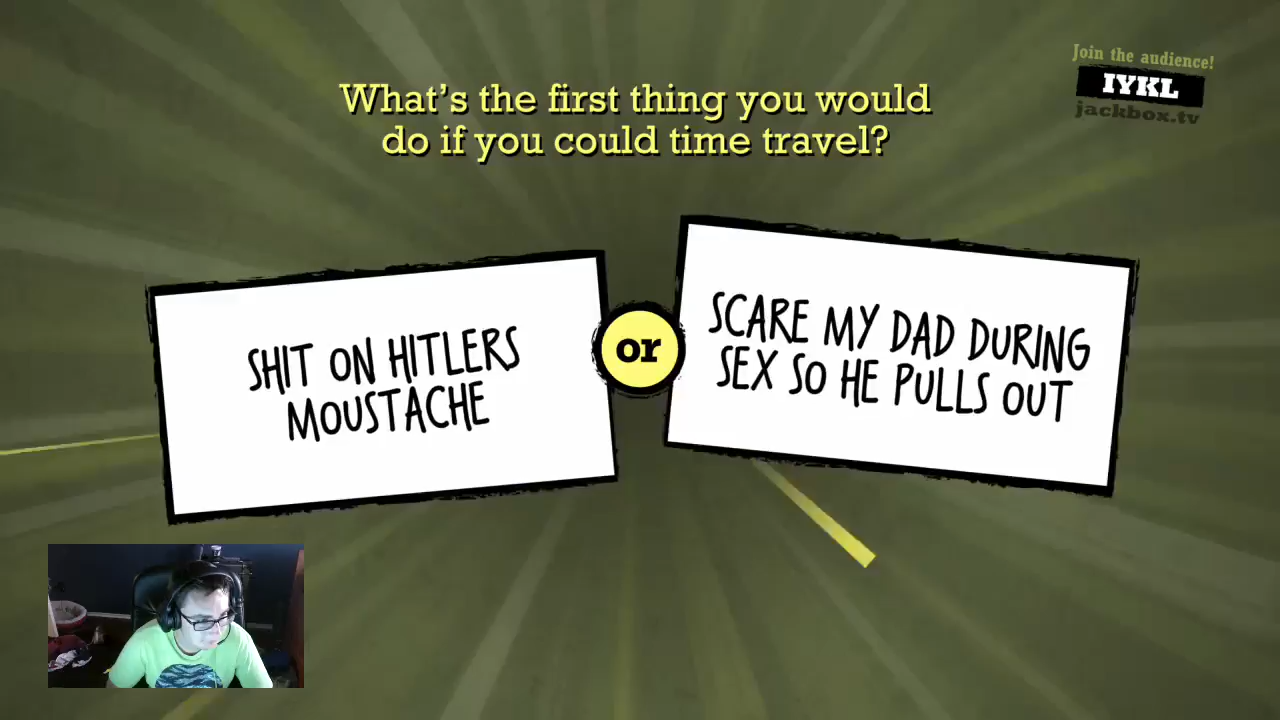 Join the audience!
IYKL
jackbox.tv
What's the first thing you would
do if you could time travel?
SHIT ON HITLERS
MOUSTACHE
or
SCARE MY DAD DURING
SEX SO HE PULLS OUT